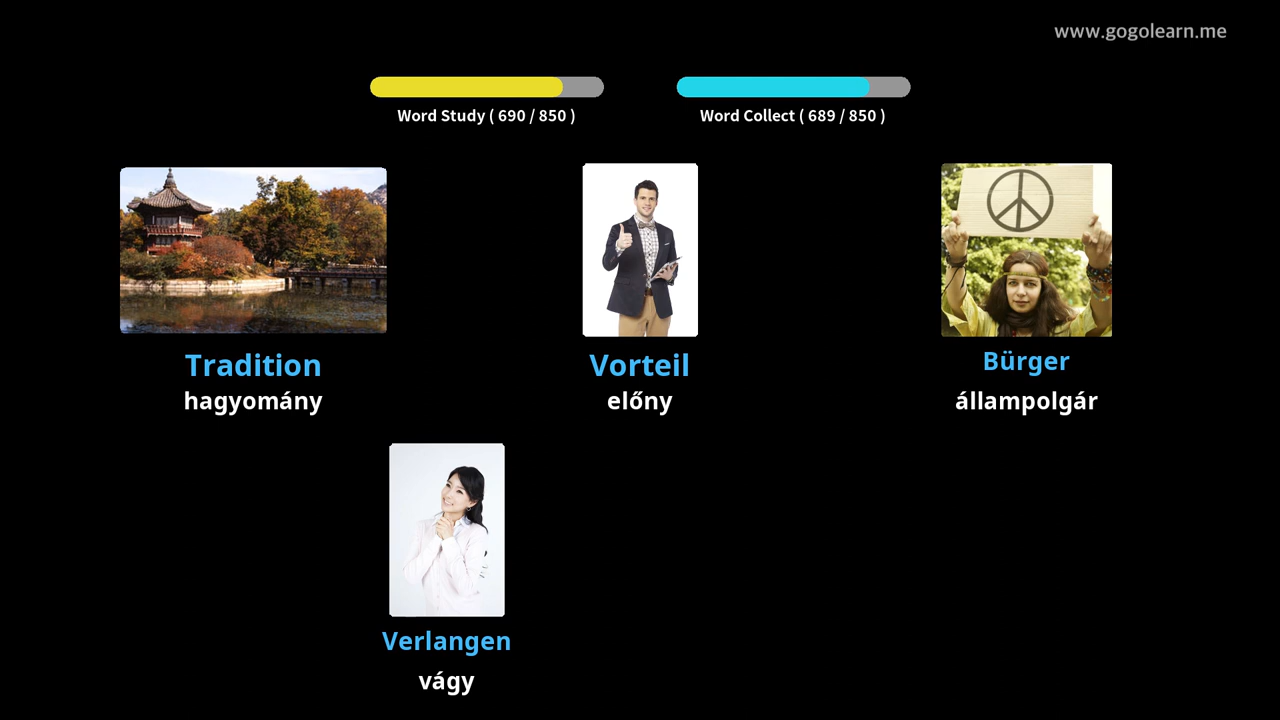 www.gogolearn.me
Word Study ( 690 / 850 )
Word Collect ( 689 / 850 )
Tradition
hagyomány
Vorteil
előny
Bürger
állampolgár
Verlangen
vágy